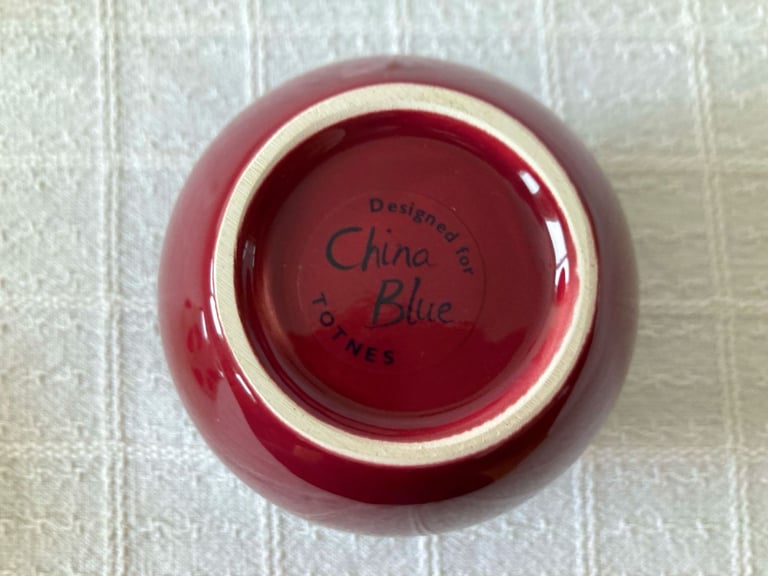 Designed for
China
Blue
TOTNES